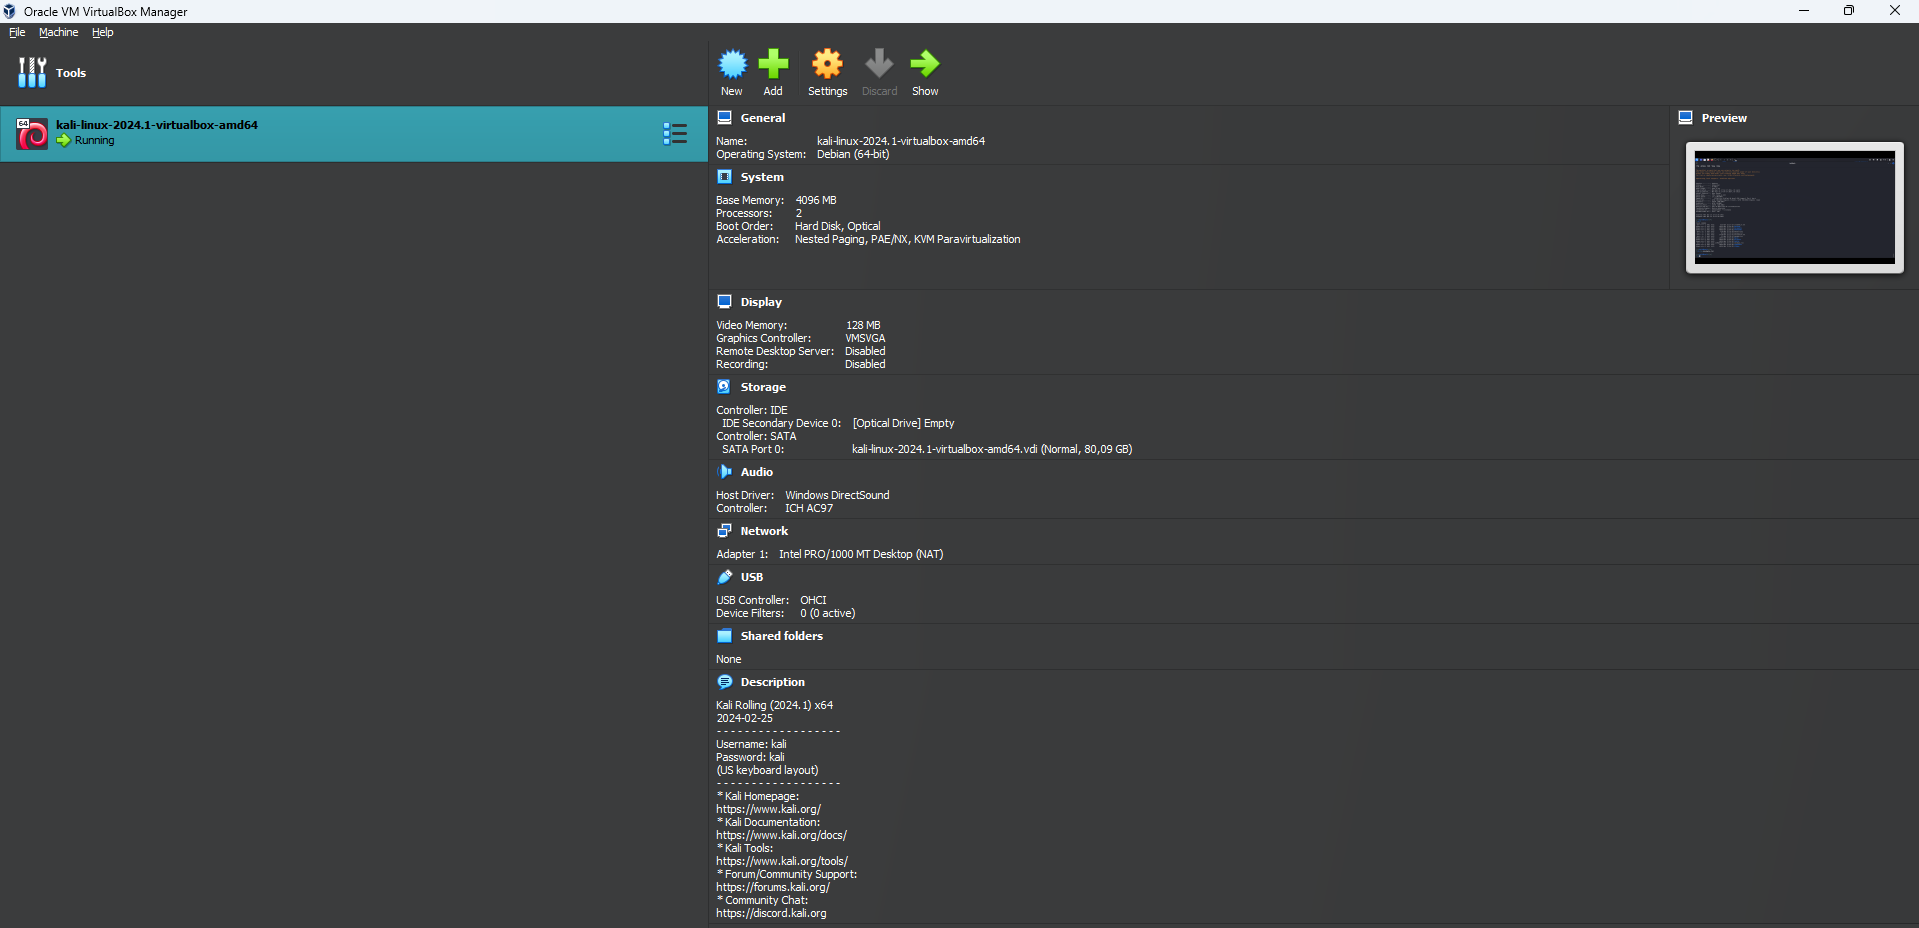 Oracle VM VirtualBox Manager
File Machine Help
Tools
New Add Settings Discard Show
64 kali-linux-2024.1-virtualbox-amd64
Running
General
Name: kali-linux-2024.1-virtualbox-amd64
Operating System: Debian (64-bit)
Preview
System
Base Memory: 4096 MB
Processors: 2
Boot Order: Hard Disk, Optical
Acceleration: Nested Paging, PAE/NX, KVM Paravirtualization
Display
Video Memory: 128 MB
Graphics Controller: VMSVGA
Remote Desktop Server: Disabled
Recording: Disabled
Storage
Controller: IDE
IDE Secondary Device 0: [Optical Drive] Empty
Controller: SATA
SATA Port 0: kali-linux-2024.1-virtualbox-amd64.vdi (Normal, 80,09 GB)
Audio
Host Driver: Windows DirectSound
Controller: ICH AC97
Network
Adapter 1: Intel PRO/1000 MT Desktop (NAT)
USB
USB Controller: OHCI
Device Filters: 0 (0 active)
Shared folders
None
Description
Kali Rolling (2024.1) x64
2024-02-25
- - - - - - - - - - - - - - - - - -
Username: kali
Password: kali
(US keyboard layout)
- - - - - - - - - - - - - - - - - -
* Kali Homepage:
https://www.kali.org/
* Kali Documentation:
https://www.kali.org/docs/
* Kali Tools:
https://www.kali.org/tools/
* Forum/Community Support:
https://forums.kali.org/
* Community Chat:
https://discord.kali.org